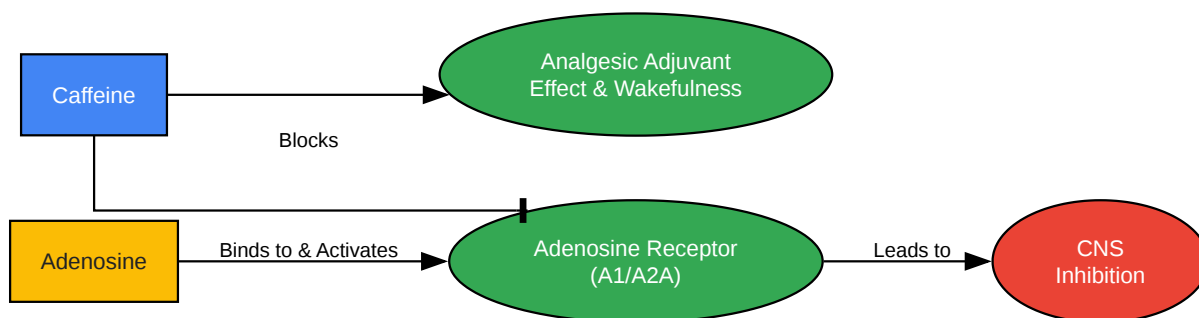 Analgesic Adjuvant
Effect & Wakefulness
Caffeine
Blocks
Adenosine
Binds to & Activates
Adenosine Receptor
(A1/A2A)
Leads to
CNS
Inhibition